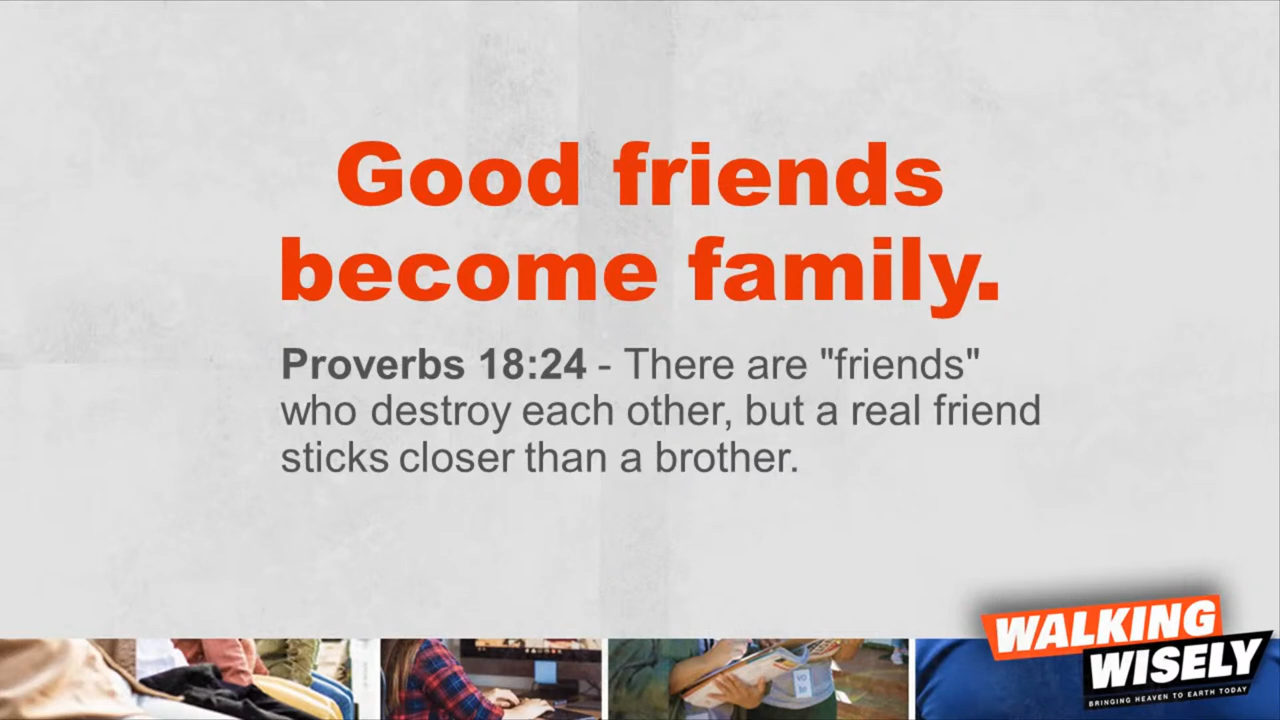 Good friends
become family.
Proverbs 18:24 - There are "friends"
who destroy each other, but a real friend
sticks closer than a brother.
WALKING
WISELY
BRINGING HEAVEN TO EARTH TODAY